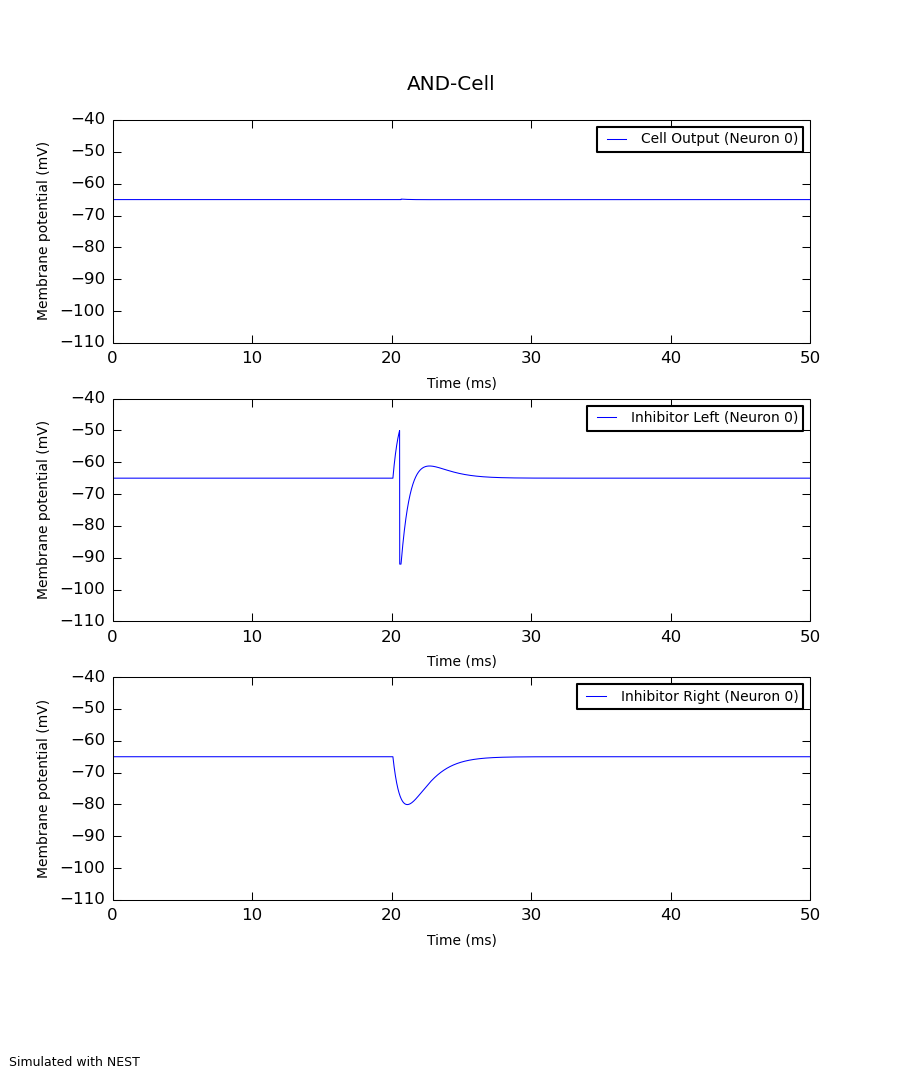 AND-Cell
−40
−50
−60
−70
−80
−90
−100
−110
Membrane potential (mV)
Cell Output (Neuron 0)
0 10 20 30 40 50
Time (ms)
−40
−50
−60
−70
−80
−90
−100
−110
Membrane potential (mV)
Inhibitor Left (Neuron 0)
0 10 20 30 40 50
Time (ms)
−40
−50
−60
−70
−80
−90
−100
−110
Membrane potential (mV)
Inhibitor Right (Neuron 0)
0 10 20 30 40 50
Time (ms)
Simulated with NEST